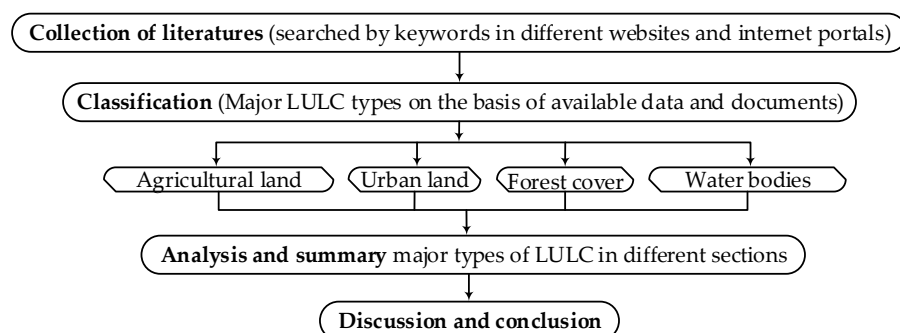 Collection of literatures (searched by keywords in different websites and internet portals)
Classification (Major LULC types on the basis of available data and documents)
Agricultural land
Urban land
Forest cover
Water bodies
Analysis and summary major types of LULC in different sections
Discussion and conclusion